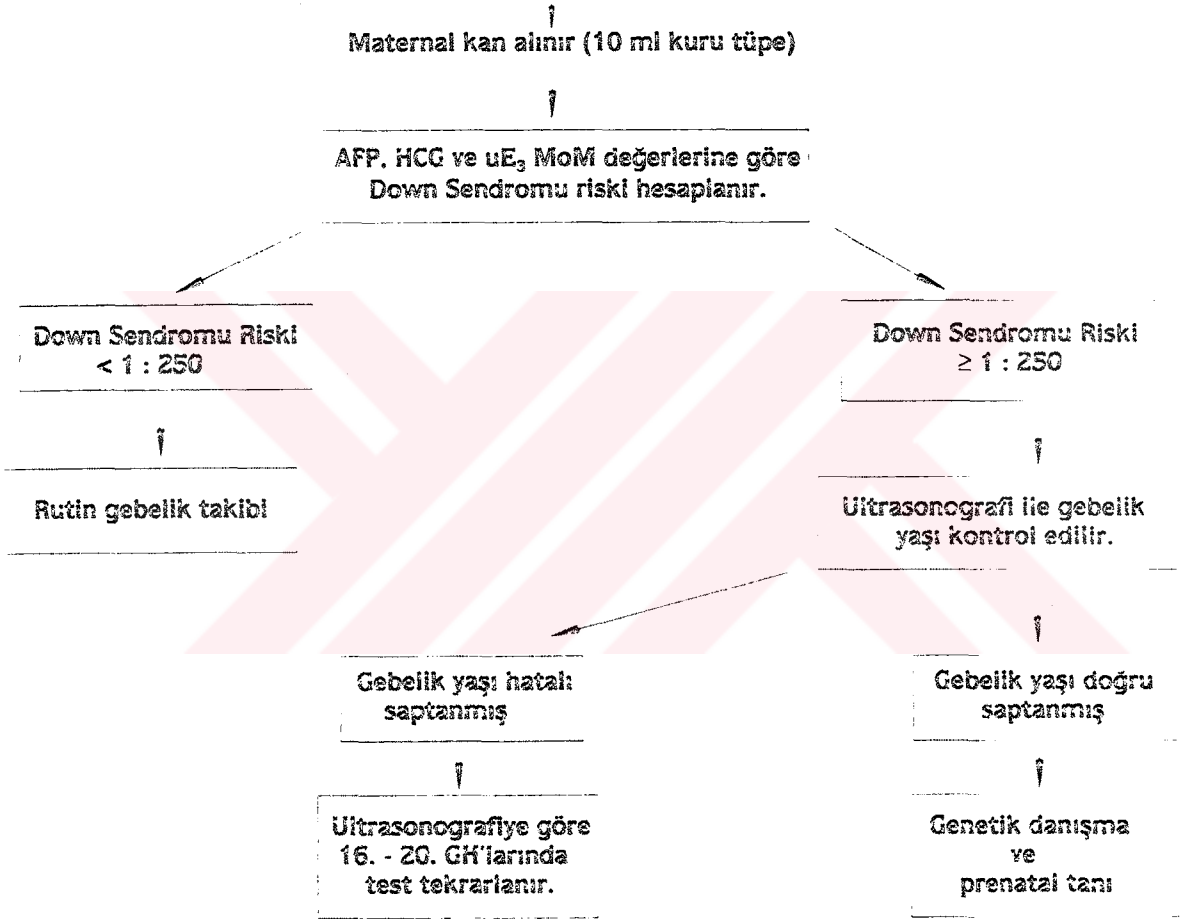 Maternal kan alınır (10 ml kuru tüpe)
AFP, HCG ve uE₃ MoM değerlerine göre
Down Sendromu riski hesaplanır.
Down Sendromu Riski
< 1 : 250
Down Sendromu Riski
≥ 1 : 250
Rutin gebelik takibi
Ultrasonografi ile gebelik
yaşı kontrol edilir.
Gebelik yaşı hatalı
saptanmış
Gebelik yaşı doğru
saptanmış
Ultrasonografiye göre
16. - 20. GH'larında
test tekrarlanır.
Genetik danışma
ve
prenatal tanı